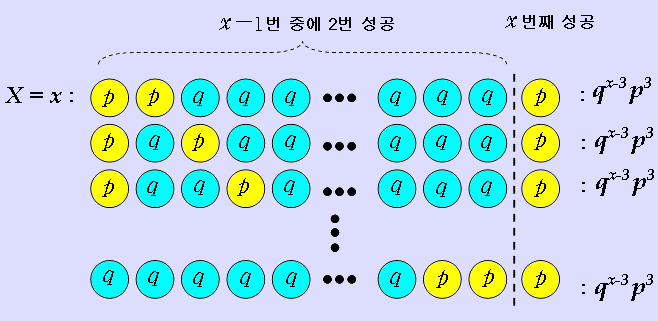 x－1번 중에 2번 성공 x 번째 성공
X = x : p p q q q ••• q q q p : q^{x-3}p^3
p q p q q ••• q q q p : q^{x-3}p^3
p q q p q ••• q q q p : q^{x-3}p^3
q q q q q ••• q p p p : q^{x-3}p^3